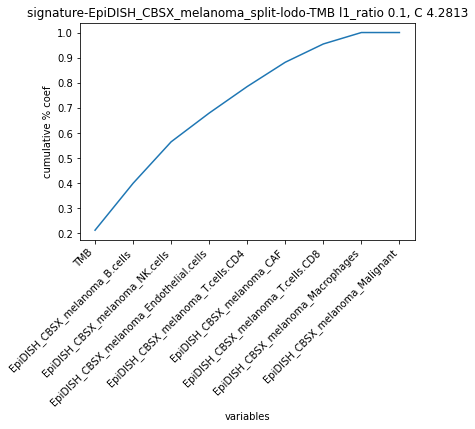 signature-EpiDISH_CBSX_melanoma_split-lodo-TMB l1_ratio 0.1, C 4.2813
cumulative % coef
1.0
0.9
0.8
0.7
0.6
0.5
0.4
0.3
0.2
TMB
EpiDISH_CBSX_melanoma_B.cells
EpiDISH_CBSX_melanoma_NK.cells
EpiDISH_CBSX_melanoma_Endothelial.cells
EpiDISH_CBSX_melanoma_T.cells.CD4
EpiDISH_CBSX_melanoma_CAF
EpiDISH_CBSX_melanoma_T.cells.CD8
EpiDISH_CBSX_melanoma_Macrophages
EpiDISH_CBSX_melanoma_Malignant
variables